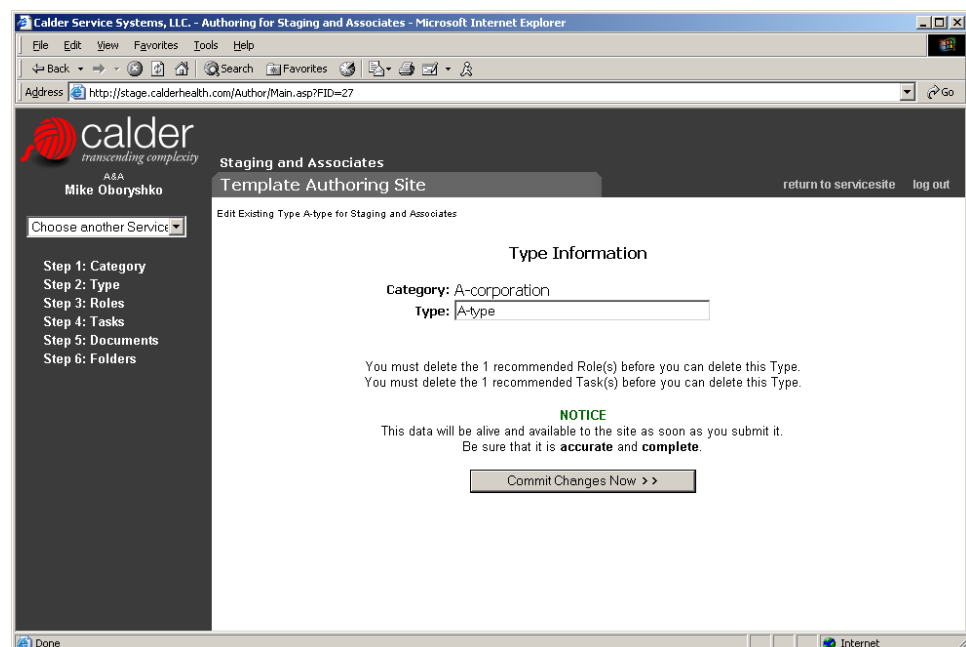 Calder Service Systems, LLC. - Authoring for Staging and Associates - Microsoft Internet Explorer
File Edit View Favorites Tools Help
Back Search Favorites
Address http://stage.calderhealth.com/Author/Main.asp?FID=27 Go
calder
transcending complexity
A&A
Mike Oboryshko
Staging and Associates
Template Authoring Site return to servicesite log out
Choose another Service
Edit Existing Type A-type for Staging and Associates
Step 1: Category
Step 2: Type
Step 3: Roles
Step 4: Tasks
Step 5: Documents
Step 6: Folders
Type Information
Category: A-corporation
Type: A-type
You must delete the 1 recommended Role(s) before you can delete this Type.
You must delete the 1 recommended Task(s) before you can delete this Type.
NOTICE
This data will be alive and available to the site as soon as you submit it.
Be sure that it is accurate and complete.
Commit Changes Now >>
Done Internet